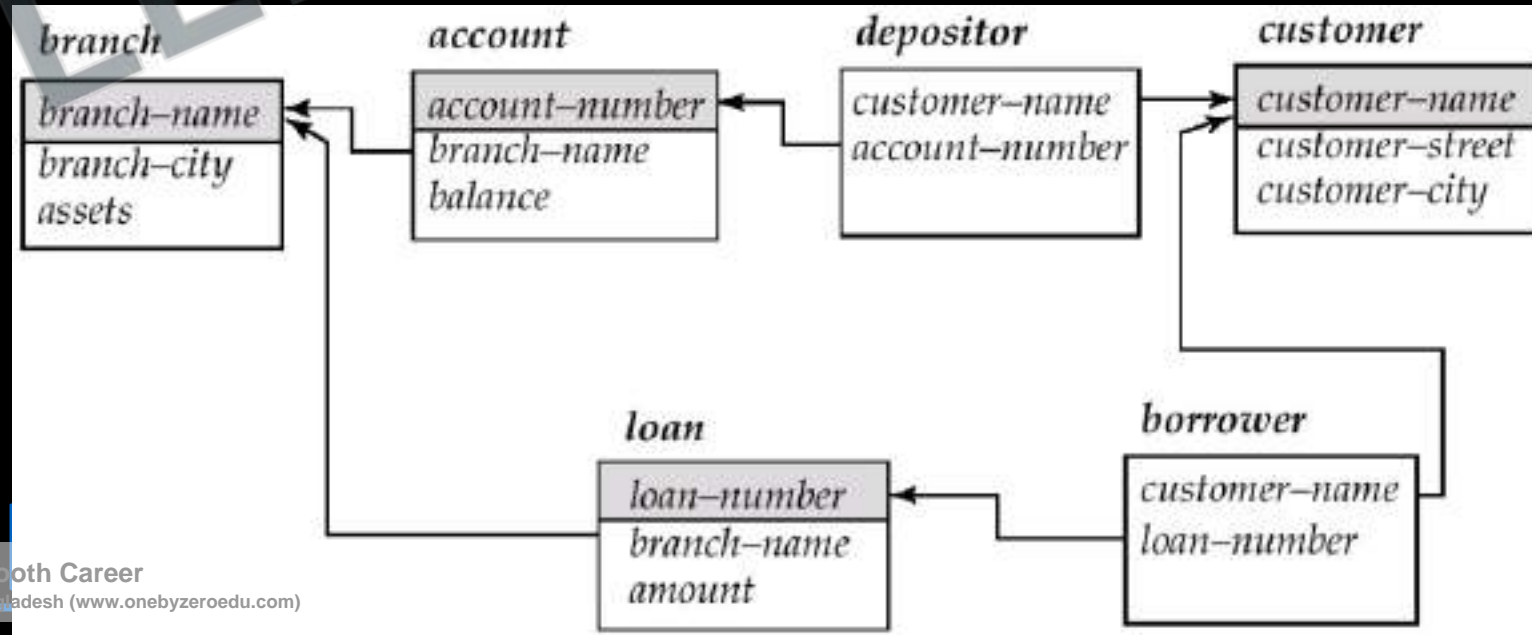 branch
branch–name
branch–city
assets
account
account–number
branch–name
balance
depositor
customer–name
account–number
customer
customer–name
customer–street
customer–city
loan
loan–number
branch–name
amount
borrower
customer–name
loan–number
Career
(www.onebyzeroedu.com)